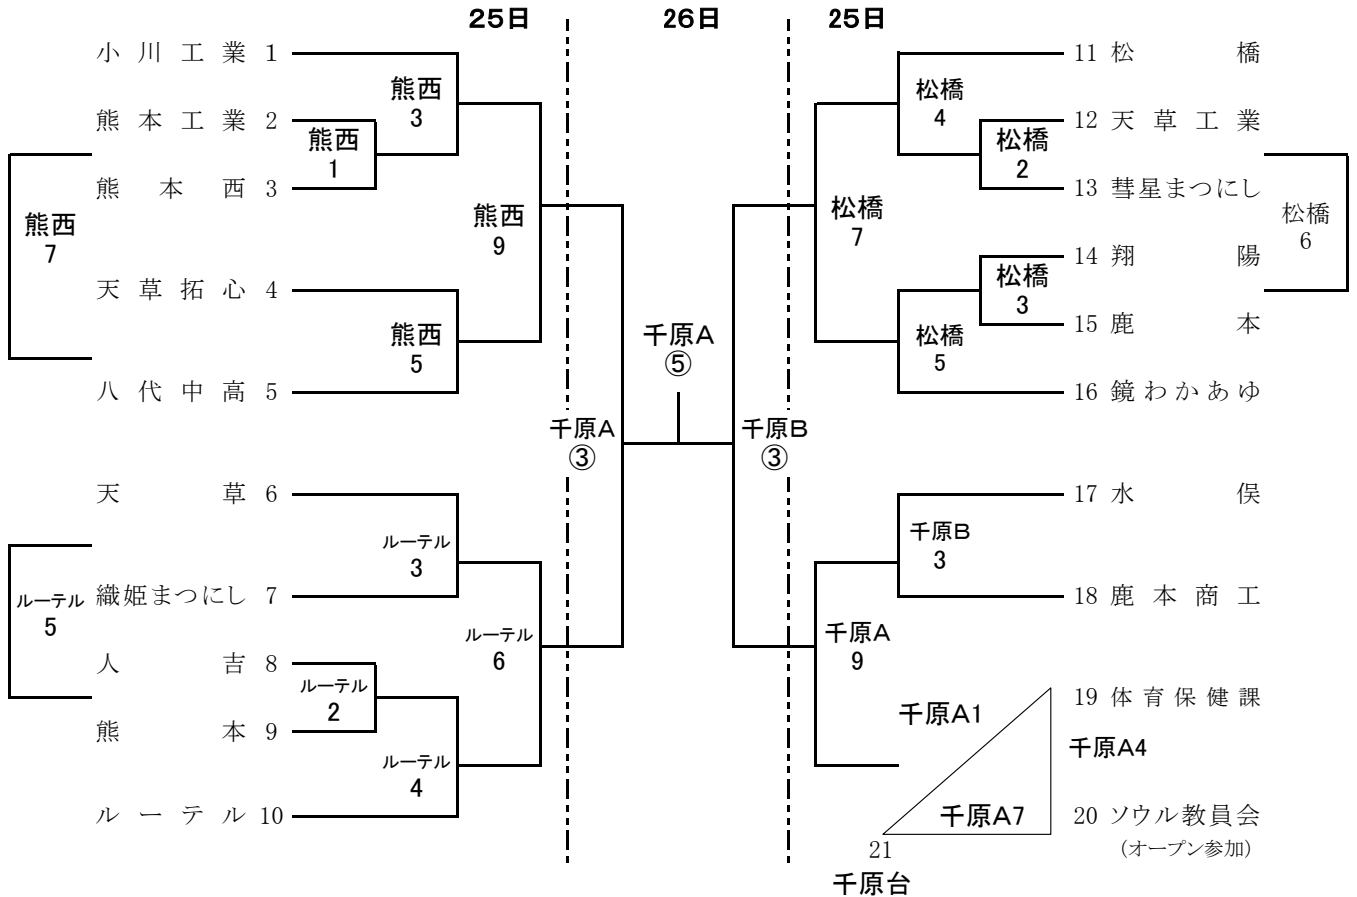 25日 26日 25日
小川工業 1
熊本工業 2
熊本西 3
天草拓心 4
八代中高 5
天草 6
織姫まつにし 7
人吉 8
熊本 9
ルーテル 10
熊西
7
ルーテル
5
熊西
1
熊西
3
熊西
5
熊西
9
ルーテル
3
ルーテル
2
ルーテル
4
ルーテル
6
千原A
③
千原A
⑤
千原B
③
松橋
7
松橋
4
松橋
2
松橋
3
松橋
5
千原B
3
千原A
9
千原A1
千原A4
千原A7
11 松橋
12 天草工業
13 彗星まつにし
14 翔陽
15 鹿本
16 鏡わかあゆ
17 水俣
18 鹿本商工
19 体育保健課
20 ソウル教員会
(オープン参加)
21
千原台
松橋
6